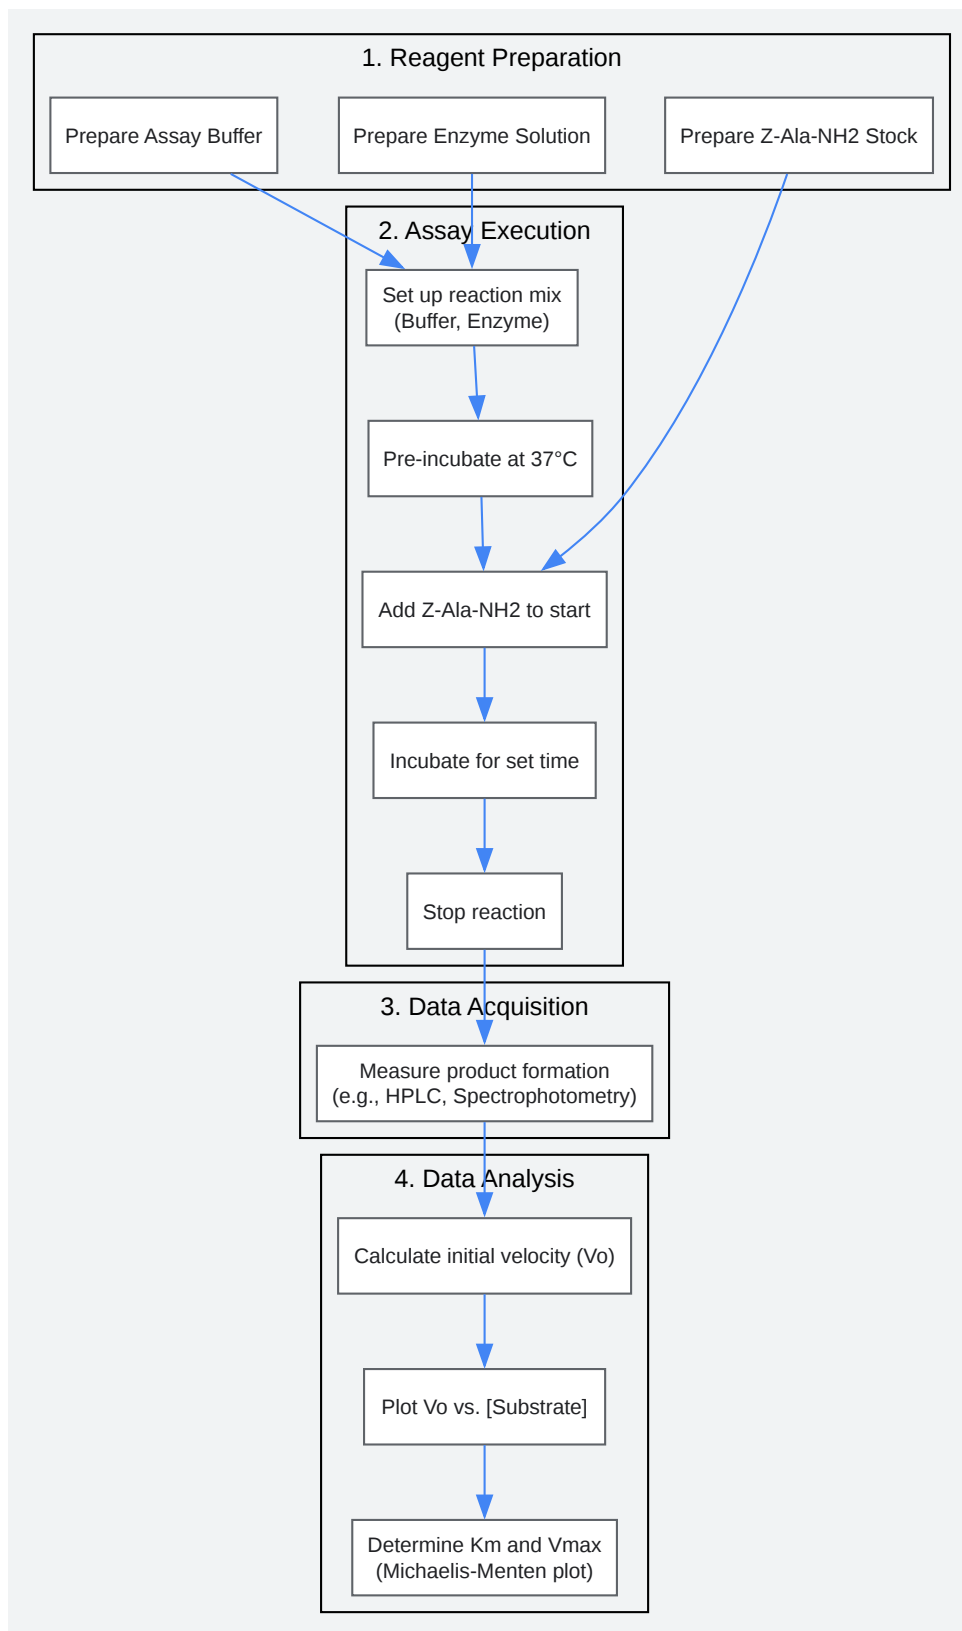 1. Reagent Preparation
Prepare Assay Buffer
Prepare Enzyme Solution
Prepare Z-Ala-NH2 Stock
2. Assay Execution
Set up reaction mix
(Buffer, Enzyme)
Pre-incubate at 37°C
Add Z-Ala-NH2 to start
Incubate for set time
Stop reaction
3. Data Acquisition
Measure product formation
(e.g., HPLC, Spectrophotometry)
4. Data Analysis
Calculate initial velocity (Vo)
Plot Vo vs. [Substrate]
Determine Km and Vmax
(Michaelis-Menten plot)